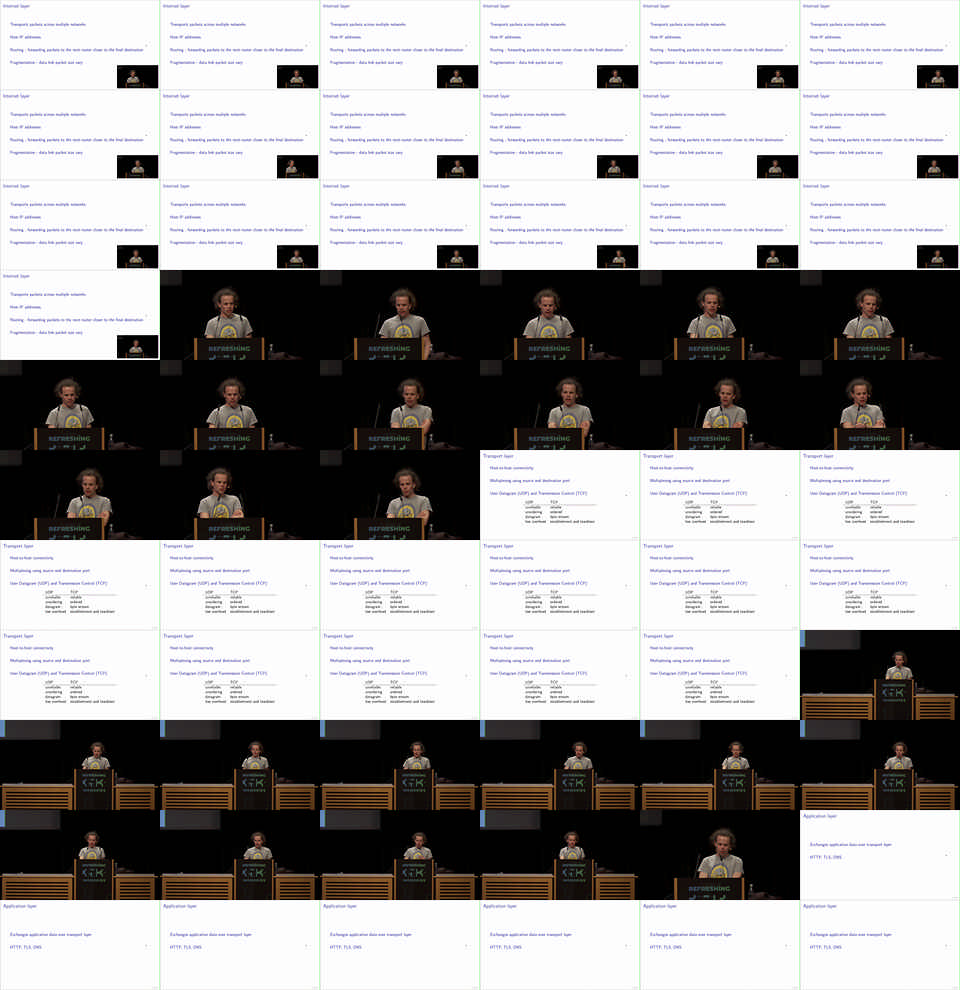 Internet layer
Transports packets across multiple networks
Host IP addresses
Routing - forwarding packets to the next router closer to the final destination
Fragmentation - data link packet size vary
REFRESHING
Transport layer
Host-to-host connectivity
Multiplexing using source and destination port
User Datagram (UDP) and Transmission Control (TCP)
UDP TCP
unreliable reliable
unordering ordered
datagram byte stream
low overhead establishment and teardown
Application layer
Exchanges application data over transport layer
HTTP, TLS, DNS